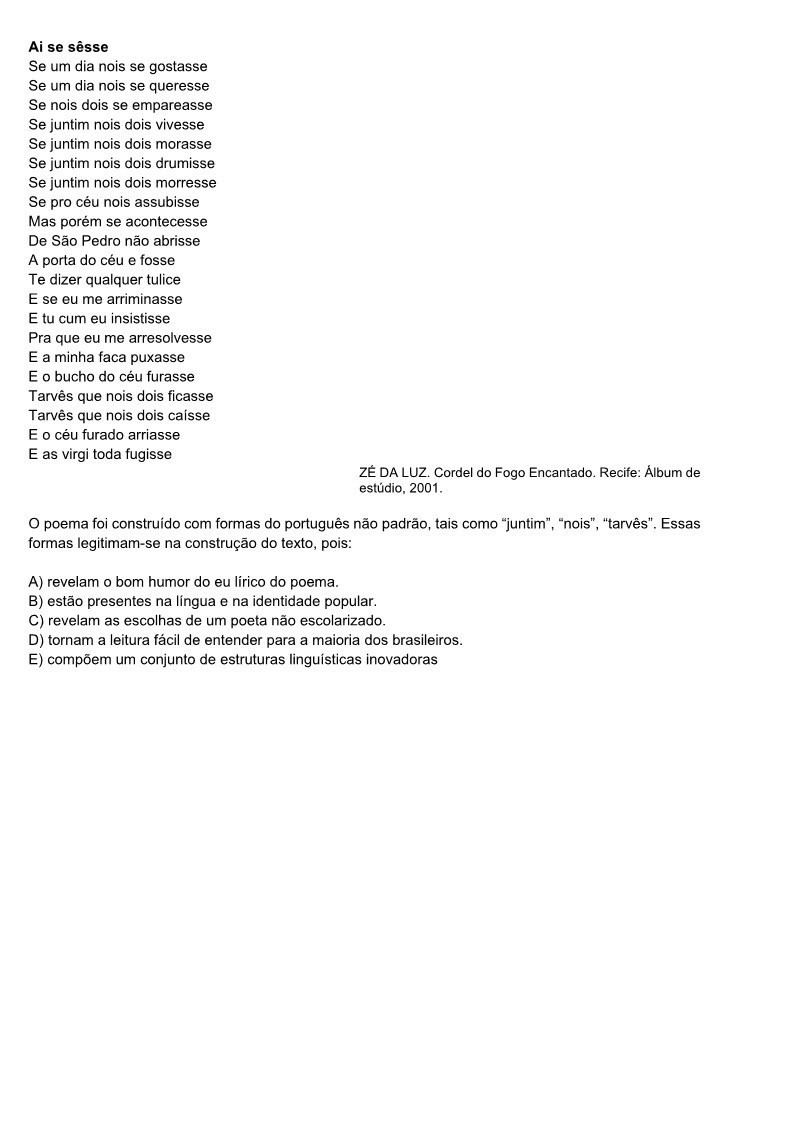 Ai se sêsse
Se um dia nois se gostasse
Se um dia nois se queresse
Se nois dois se empareasse
Se juntim nois dois vivesse
Se juntim nois dois morasse
Se juntim nois dois drumisse
Se juntim nois dois morresse
Se pro céu nois assubisse
Mas porém se acontecesse
De São Pedro não abrisse
A porta do céu e fosse
Te dizer qualquer tulice
E se eu me arriminasse
E tu cum eu insistisse
Pra que eu me arresolvesse
E a minha faca puxasse
E o bucho do céu furasse
Tarvês que nois dois ficasse
Tarvês que nois dois caísse
E o céu furado arriasse
E as virgi toda fugisse
ZÉ DA LUZ. Cordel do Fogo Encantado. Recife: Álbum de
estúdio, 2001.
O poema foi construído com formas do português não padrão, tais como “juntim”, “nois”, “tarvês”. Essas
formas legitimam-se na construção do texto, pois:
A) revelam o bom humor do eu lírico do poema.
B) estão presentes na língua e na identidade popular.
C) revelam as escolhas de um poeta não escolarizado.
D) tornam a leitura fácil de entender para a maioria dos brasileiros.
E) compõem um conjunto de estruturas linguísticas inovadoras